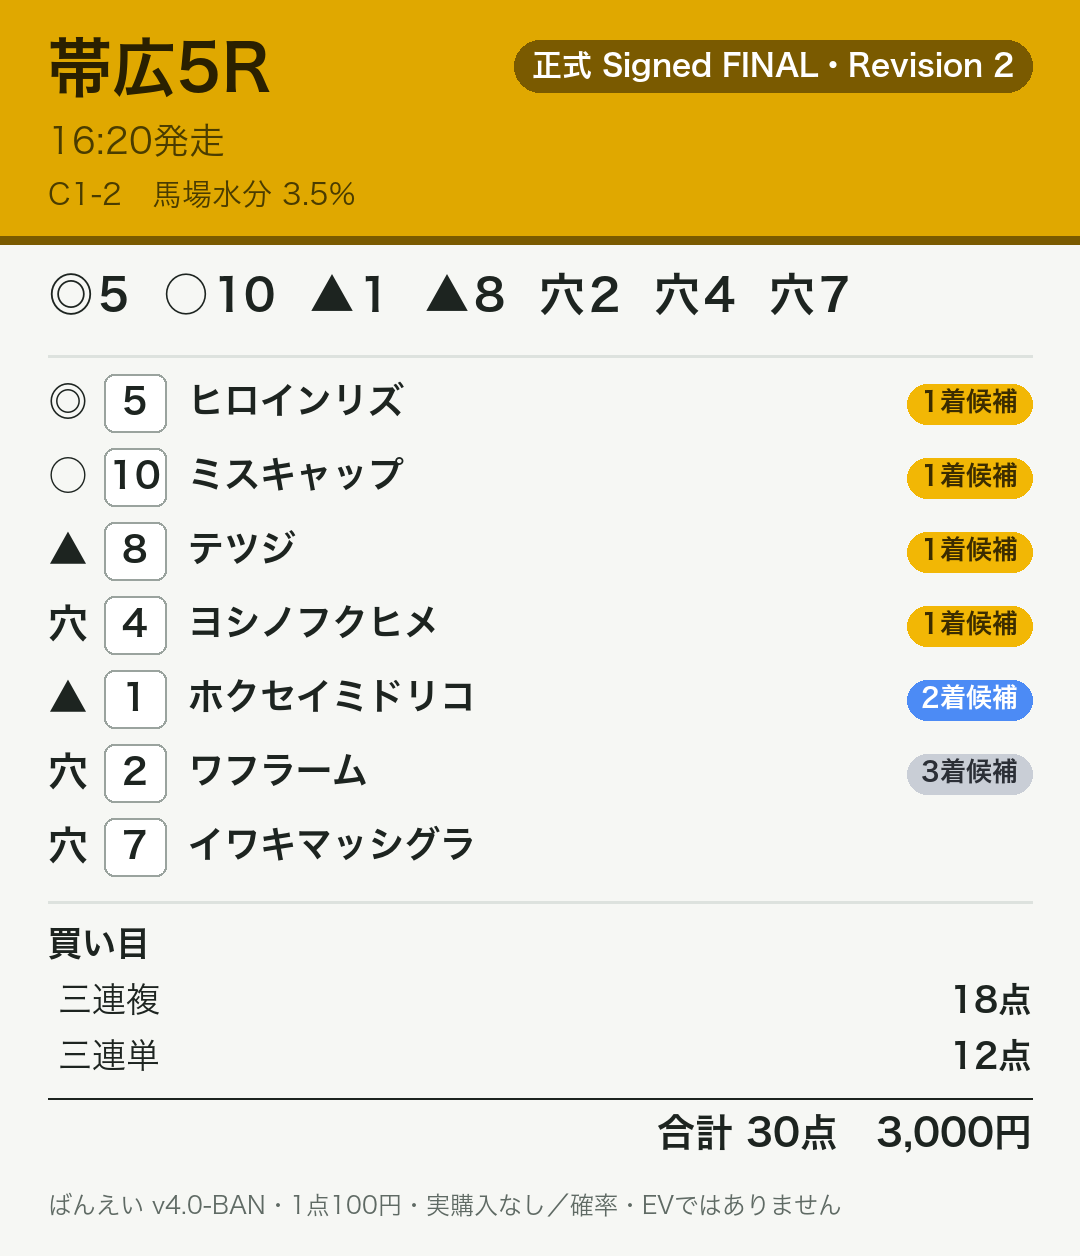 帯広5R
正式 Signed FINAL・Revision 2
16:20発走
C1-2　馬場水分 3.5%
◎5 ○10 ▲1 ▲8 穴2 穴4 穴7
◎ 5 ヒロインリズ 1着候補
○ 10 ミスキャップ 1着候補
▲ 8 テツジ 1着候補
穴 4 ヨシノフクヒメ 1着候補
▲ 1 ホクセイミドリコ 2着候補
穴 2 ワフラーム 3着候補
穴 7 イワキマッシグラ
買い目
三連複 18点
三連単 12点
合計 30点　3,000円
ばんえい v4.0-BAN・1点100円・実購入なし／確率・EVではありません